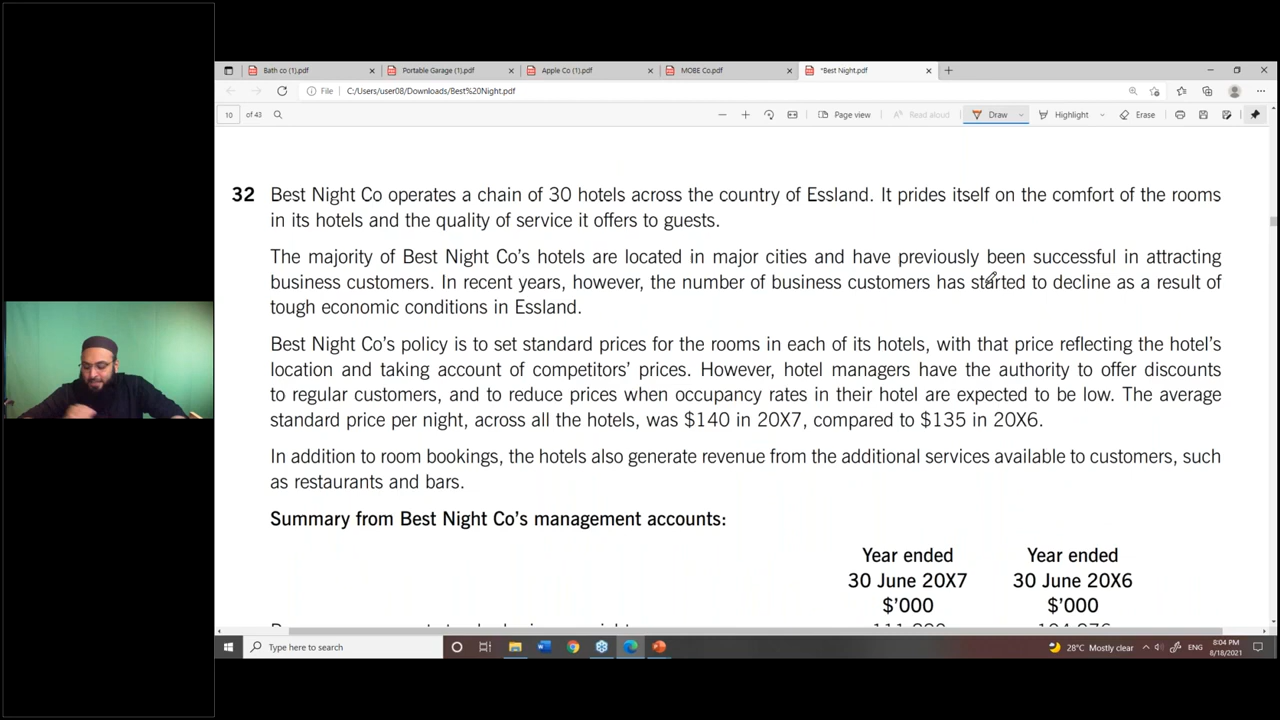 Bath co (1).pdf
Portable Garage (1).pdf
Apple Co (1).pdf
MOBE Co.pdf
*Best Night.pdf
File
C:/Users/user08/Downloads/Best%20Night.pdf
10 of 43
Page view
Read aloud
Draw
Highlight
Erase
32 Best Night Co operates a chain of 30 hotels across the country of Essland. It prides itself on the comfort of the rooms
in its hotels and the quality of service it offers to guests.
The majority of Best Night Co's hotels are located in major cities and have previously been successful in attracting
business customers. In recent years, however, the number of business customers has started to decline as a result of
tough economic conditions in Essland.
Best Night Co's policy is to set standard prices for the rooms in each of its hotels, with that price reflecting the hotel's
location and taking account of competitors' prices. However, hotel managers have the authority to offer discounts
to regular customers, and to reduce prices when occupancy rates in their hotel are expected to be low. The average
standard price per night, across all the hotels, was $140 in 20X7, compared to $135 in 20X6.
In addition to room bookings, the hotels also generate revenue from the additional services available to customers, such
as restaurants and bars.
Summary from Best Night Co's management accounts:
Year ended Year ended
30 June 20X7 30 June 20X6
$'000 $'000
Type here to search
28°C Mostly clear
ENG
8:04 PM
8/18/2021